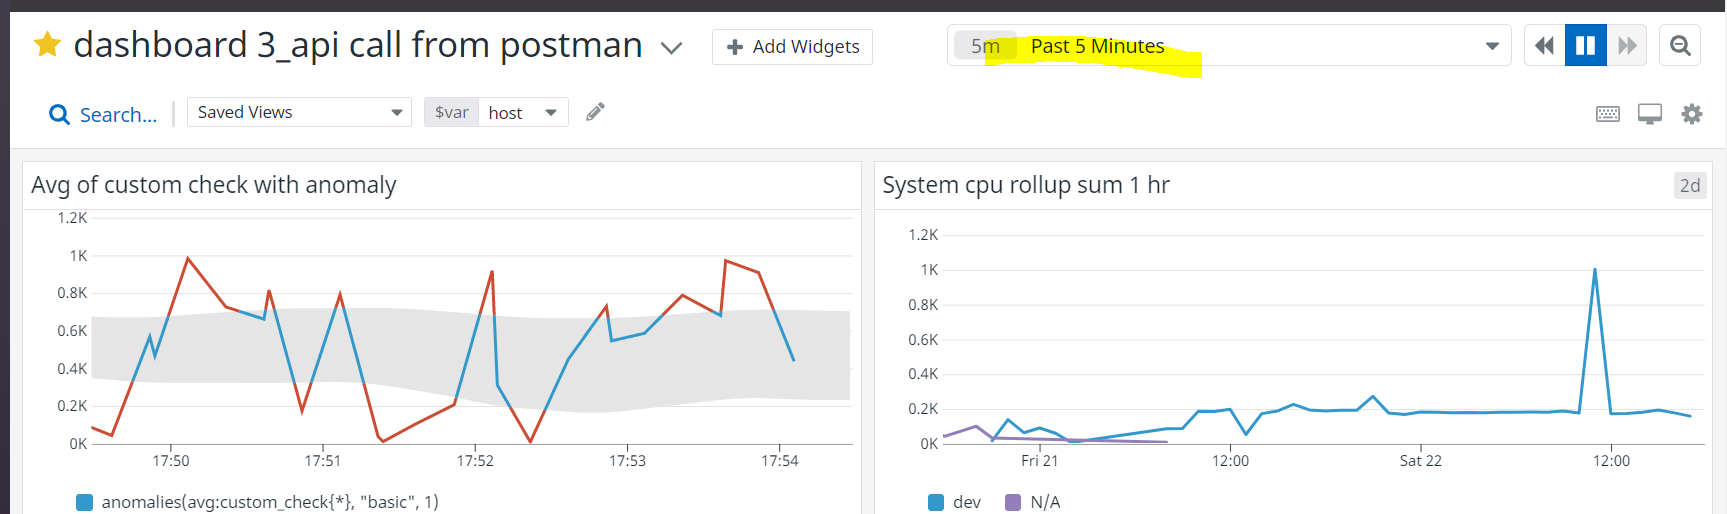 dashboard 3_api call from postman
+ Add Widgets
5m Past 5 Minutes
Search...
Saved Views
$var host
Avg of custom check with anomaly
1.2K
1K
0.8K
0.6K
0.4K
0.2K
0K
17:50 17:51 17:52 17:53 17:54
anomalies(avg:custom_check{*}, "basic", 1)
System cpu rollup sum 1 hr
2d
1.2K
1K
0.8K
0.6K
0.4K
0.2K
0K
Fri 21 12:00 Sat 22 12:00
dev N/A